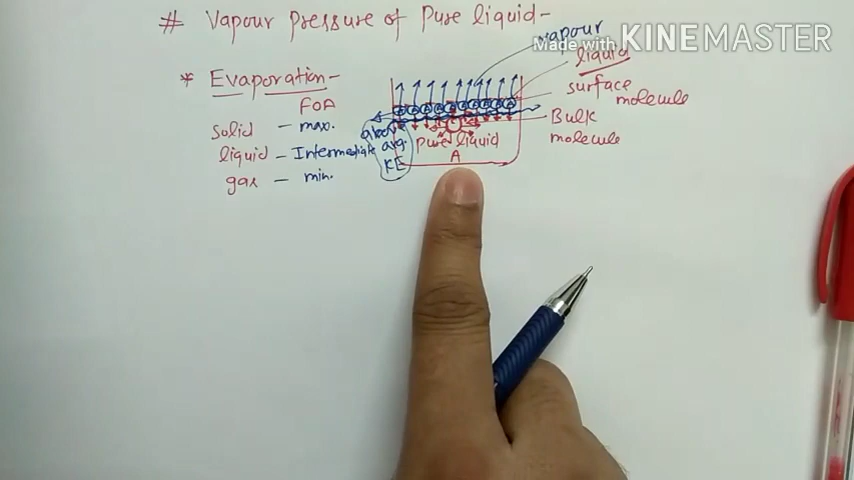 # Vapour Pressure of Pure liquid-
Made with KINEMASTER
vapour
liquid
* Evaporation-
surface
molecule
FOA
solid - max.
Bulk
molecule
above
avg.
KE
liquid - Intermediate
Pure liquid
A
gas - min.